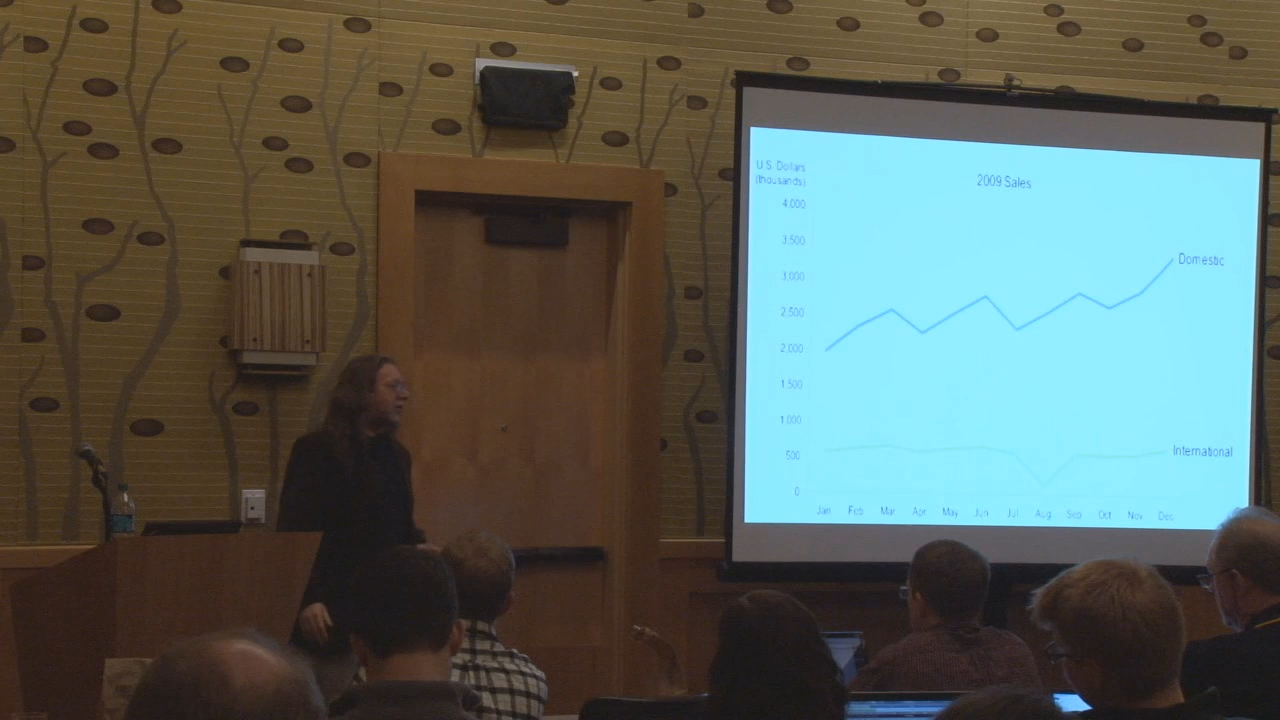 U.S. Dollars
(thousands)
2009 Sales
4,000
3,500
3,000
2,500
2,000
1,500
1,000
500
0
Domestic
International
Jan Feb Mar Apr May Jun Jul Aug Sep Oct Nov Dec